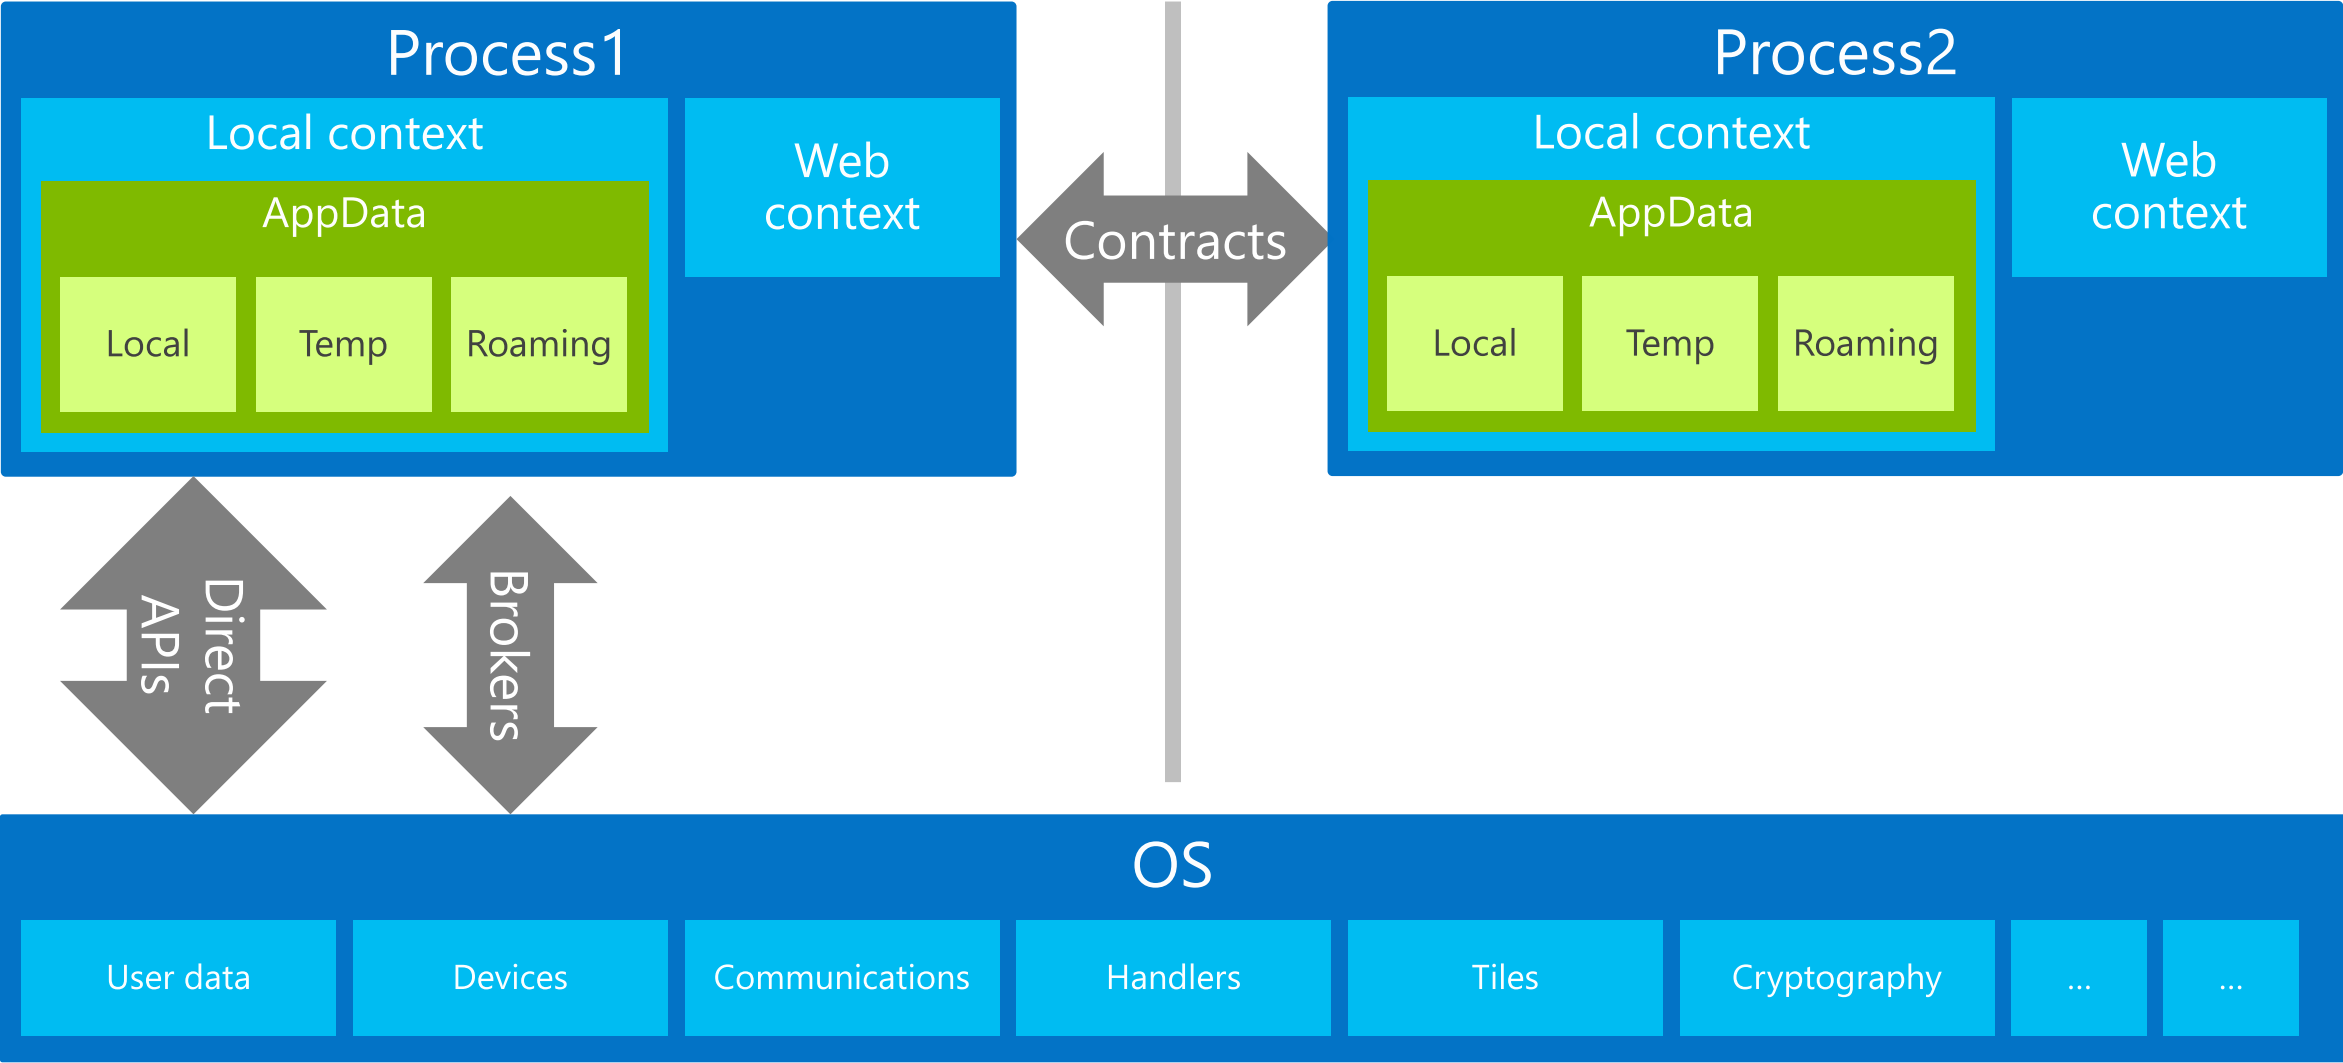 Process1
Local context
AppData
Local
Temp
Roaming
Web
context
Contracts
Process2
Local context
AppData
Local
Temp
Roaming
Web
context
Direct
APIs
Brokers
OS
User data
Devices
Communications
Handlers
Tiles
Cryptography
...
...